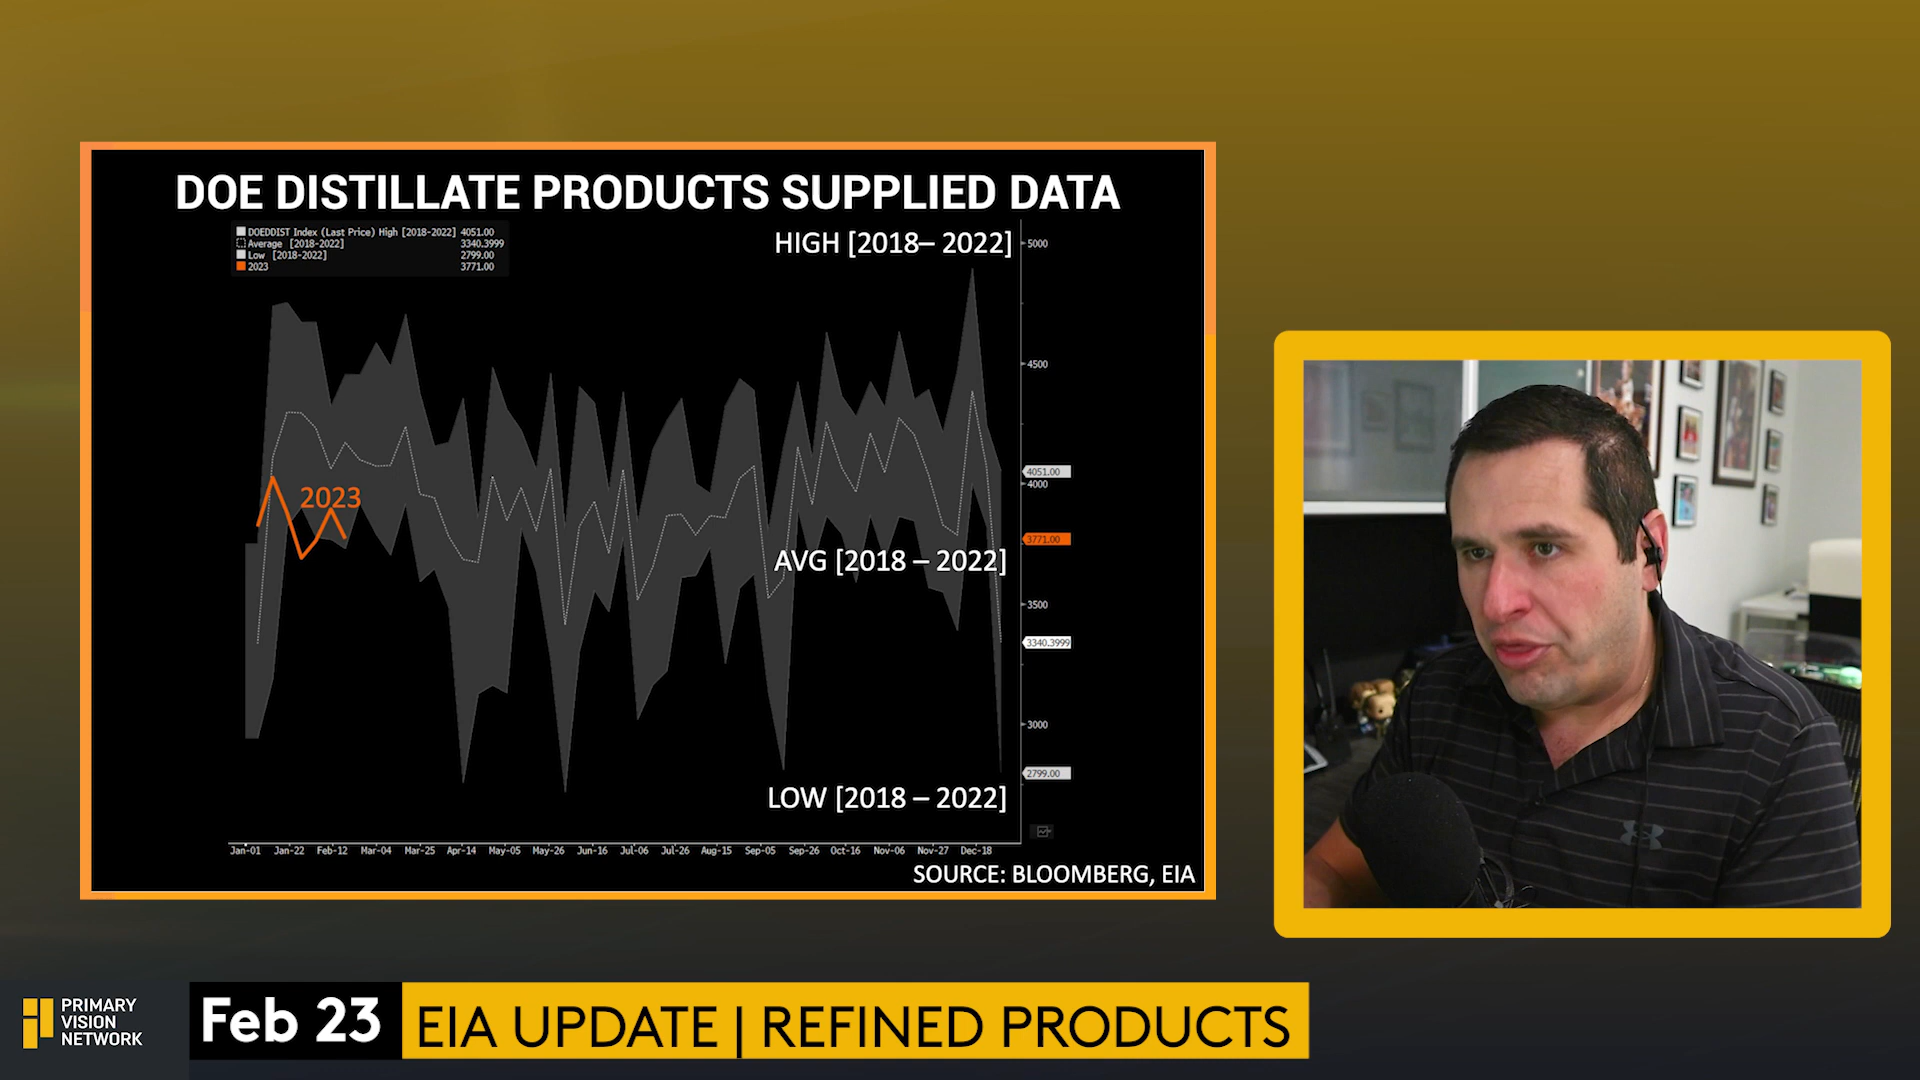 DOE DISTILLATE PRODUCTS SUPPLIED DATA
DOEDDIST Index (Last Price) High [2018-2022] 4051.00
Average [2018-2022] 3340.3999
Low [2018-2022] 2799.00
2023 3771.00
HIGH [2018– 2022]
5000
4500
4051.00
4000
2023
3771.00
AVG [2018 – 2022]
3500
3340.3999
3000
2799.00
LOW [2018 – 2022]
Jan-01 Jan-22 Feb-12 Mar-04 Mar-25 Apr-14 May-05 May-26 Jun-16 Jul-06 Jul-26 Aug-15 Sep-05 Sep-26 Oct-16 Nov-06 Nov-27 Dec-18
SOURCE: BLOOMBERG, EIA
PRIMARY
VISION
NETWORK
Feb 23
EIA UPDATE | REFINED PRODUCTS